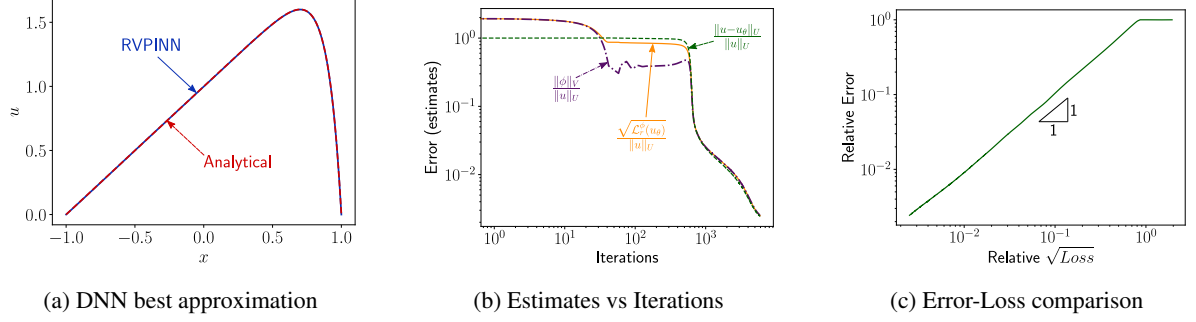 1.5
1.0
0.5
0.0
u
RVPINN
Analytical
−1.0 −0.5 0.0 0.5 1.0
x
10^0
10^{-1}
10^{-2}
Error (estimates)
‖φ‖_V / ‖u‖_U
√(ℒ_r^φ(u_θ)) / ‖u‖_U
‖u−u_θ‖_U / ‖u‖_U
10^0 10^1 10^2 10^3
Iterations
10^0
10^{-1}
10^{-2}
Relative Error
1
1
10^{-2} 10^{-1} 10^0
Relative √Loss
(a) DNN best approximation
(b) Estimates vs Iterations
(c) Error-Loss comparison